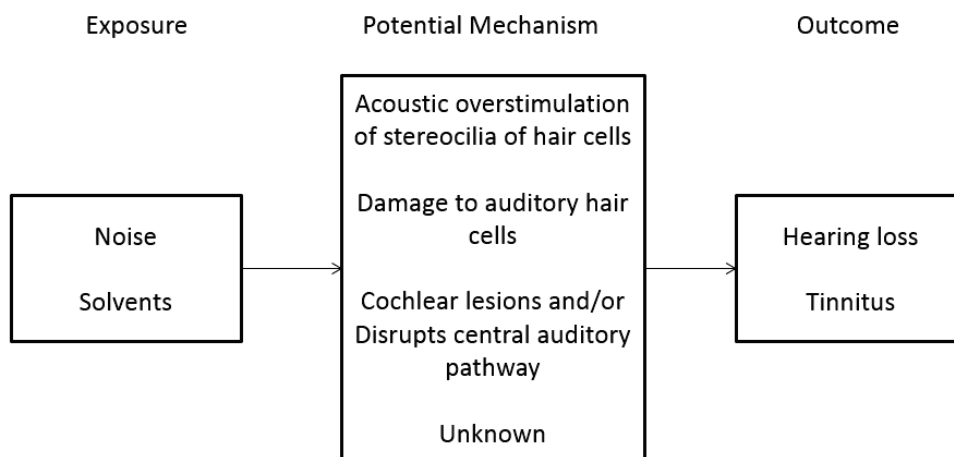 Exposure
Potential Mechanism
Outcome
Noise
Solvents
Acoustic overstimulation
of stereocilia of hair cells
Damage to auditory hair
cells
Cochlear lesions and/or
Disrupts central auditory
pathway
Unknown
Hearing loss
Tinnitus